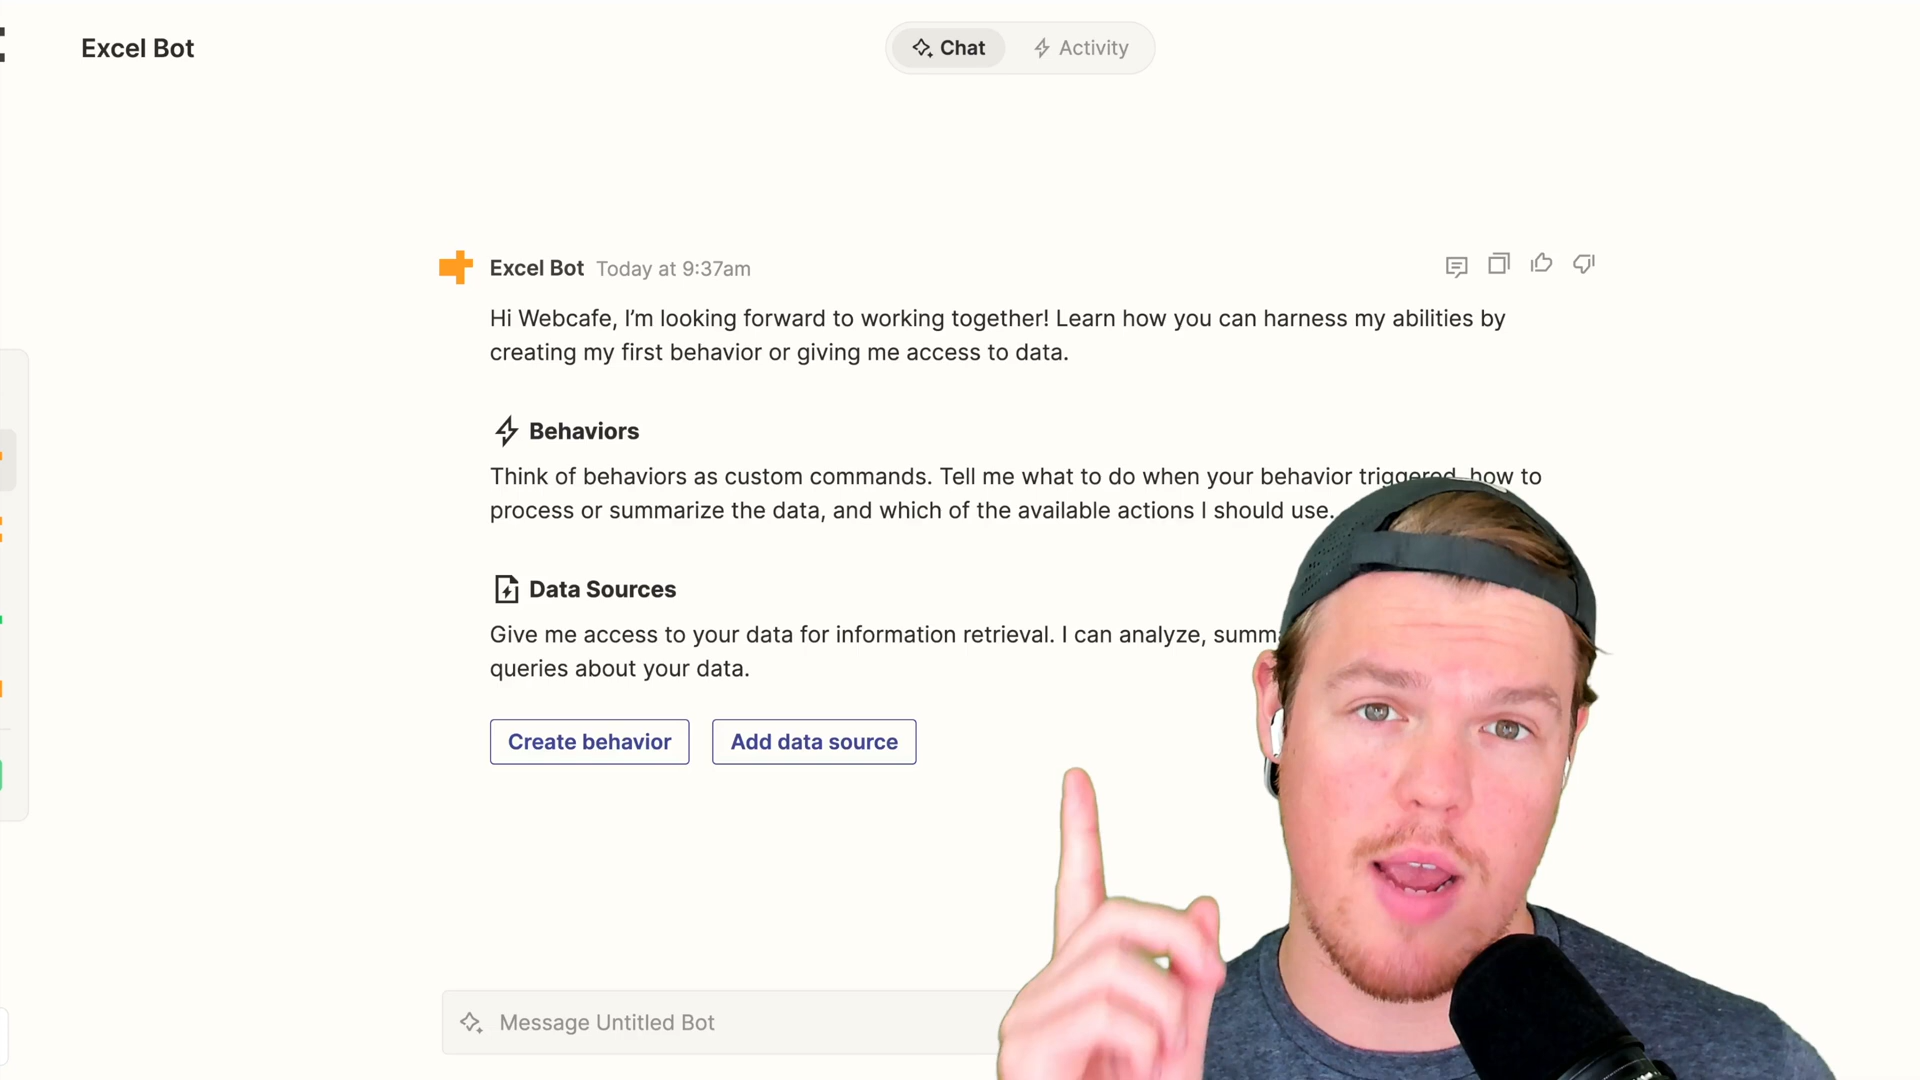 Excel Bot
Chat
Activity
Excel Bot Today at 9:37am
Hi Webcafe, I’m looking forward to working together! Learn how you can harness my abilities by
creating my first behavior or giving me access to data.
Behaviors
Think of behaviors as custom commands. Tell me what to do when your behavior triggered, how to
process or summarize the data, and which of the available actions I should use.
Data Sources
Give me access to your data for information retrieval. I can analyze,
queries about your data.
Create behavior
Add data source
Message Untitled Bot